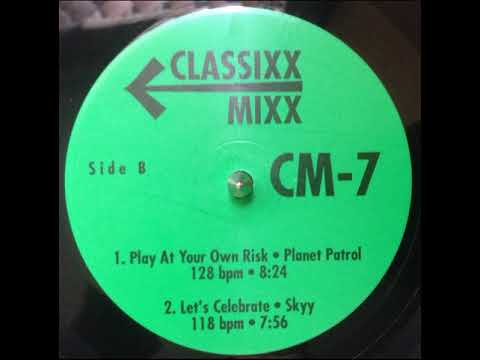 CLASSIXX
MIXX
Side B
CM-7
1. Play At Your Own Risk • Planet Patrol
128 bpm • 8:24
2. Let's Celebrate • Skyy
118 bpm • 7:56